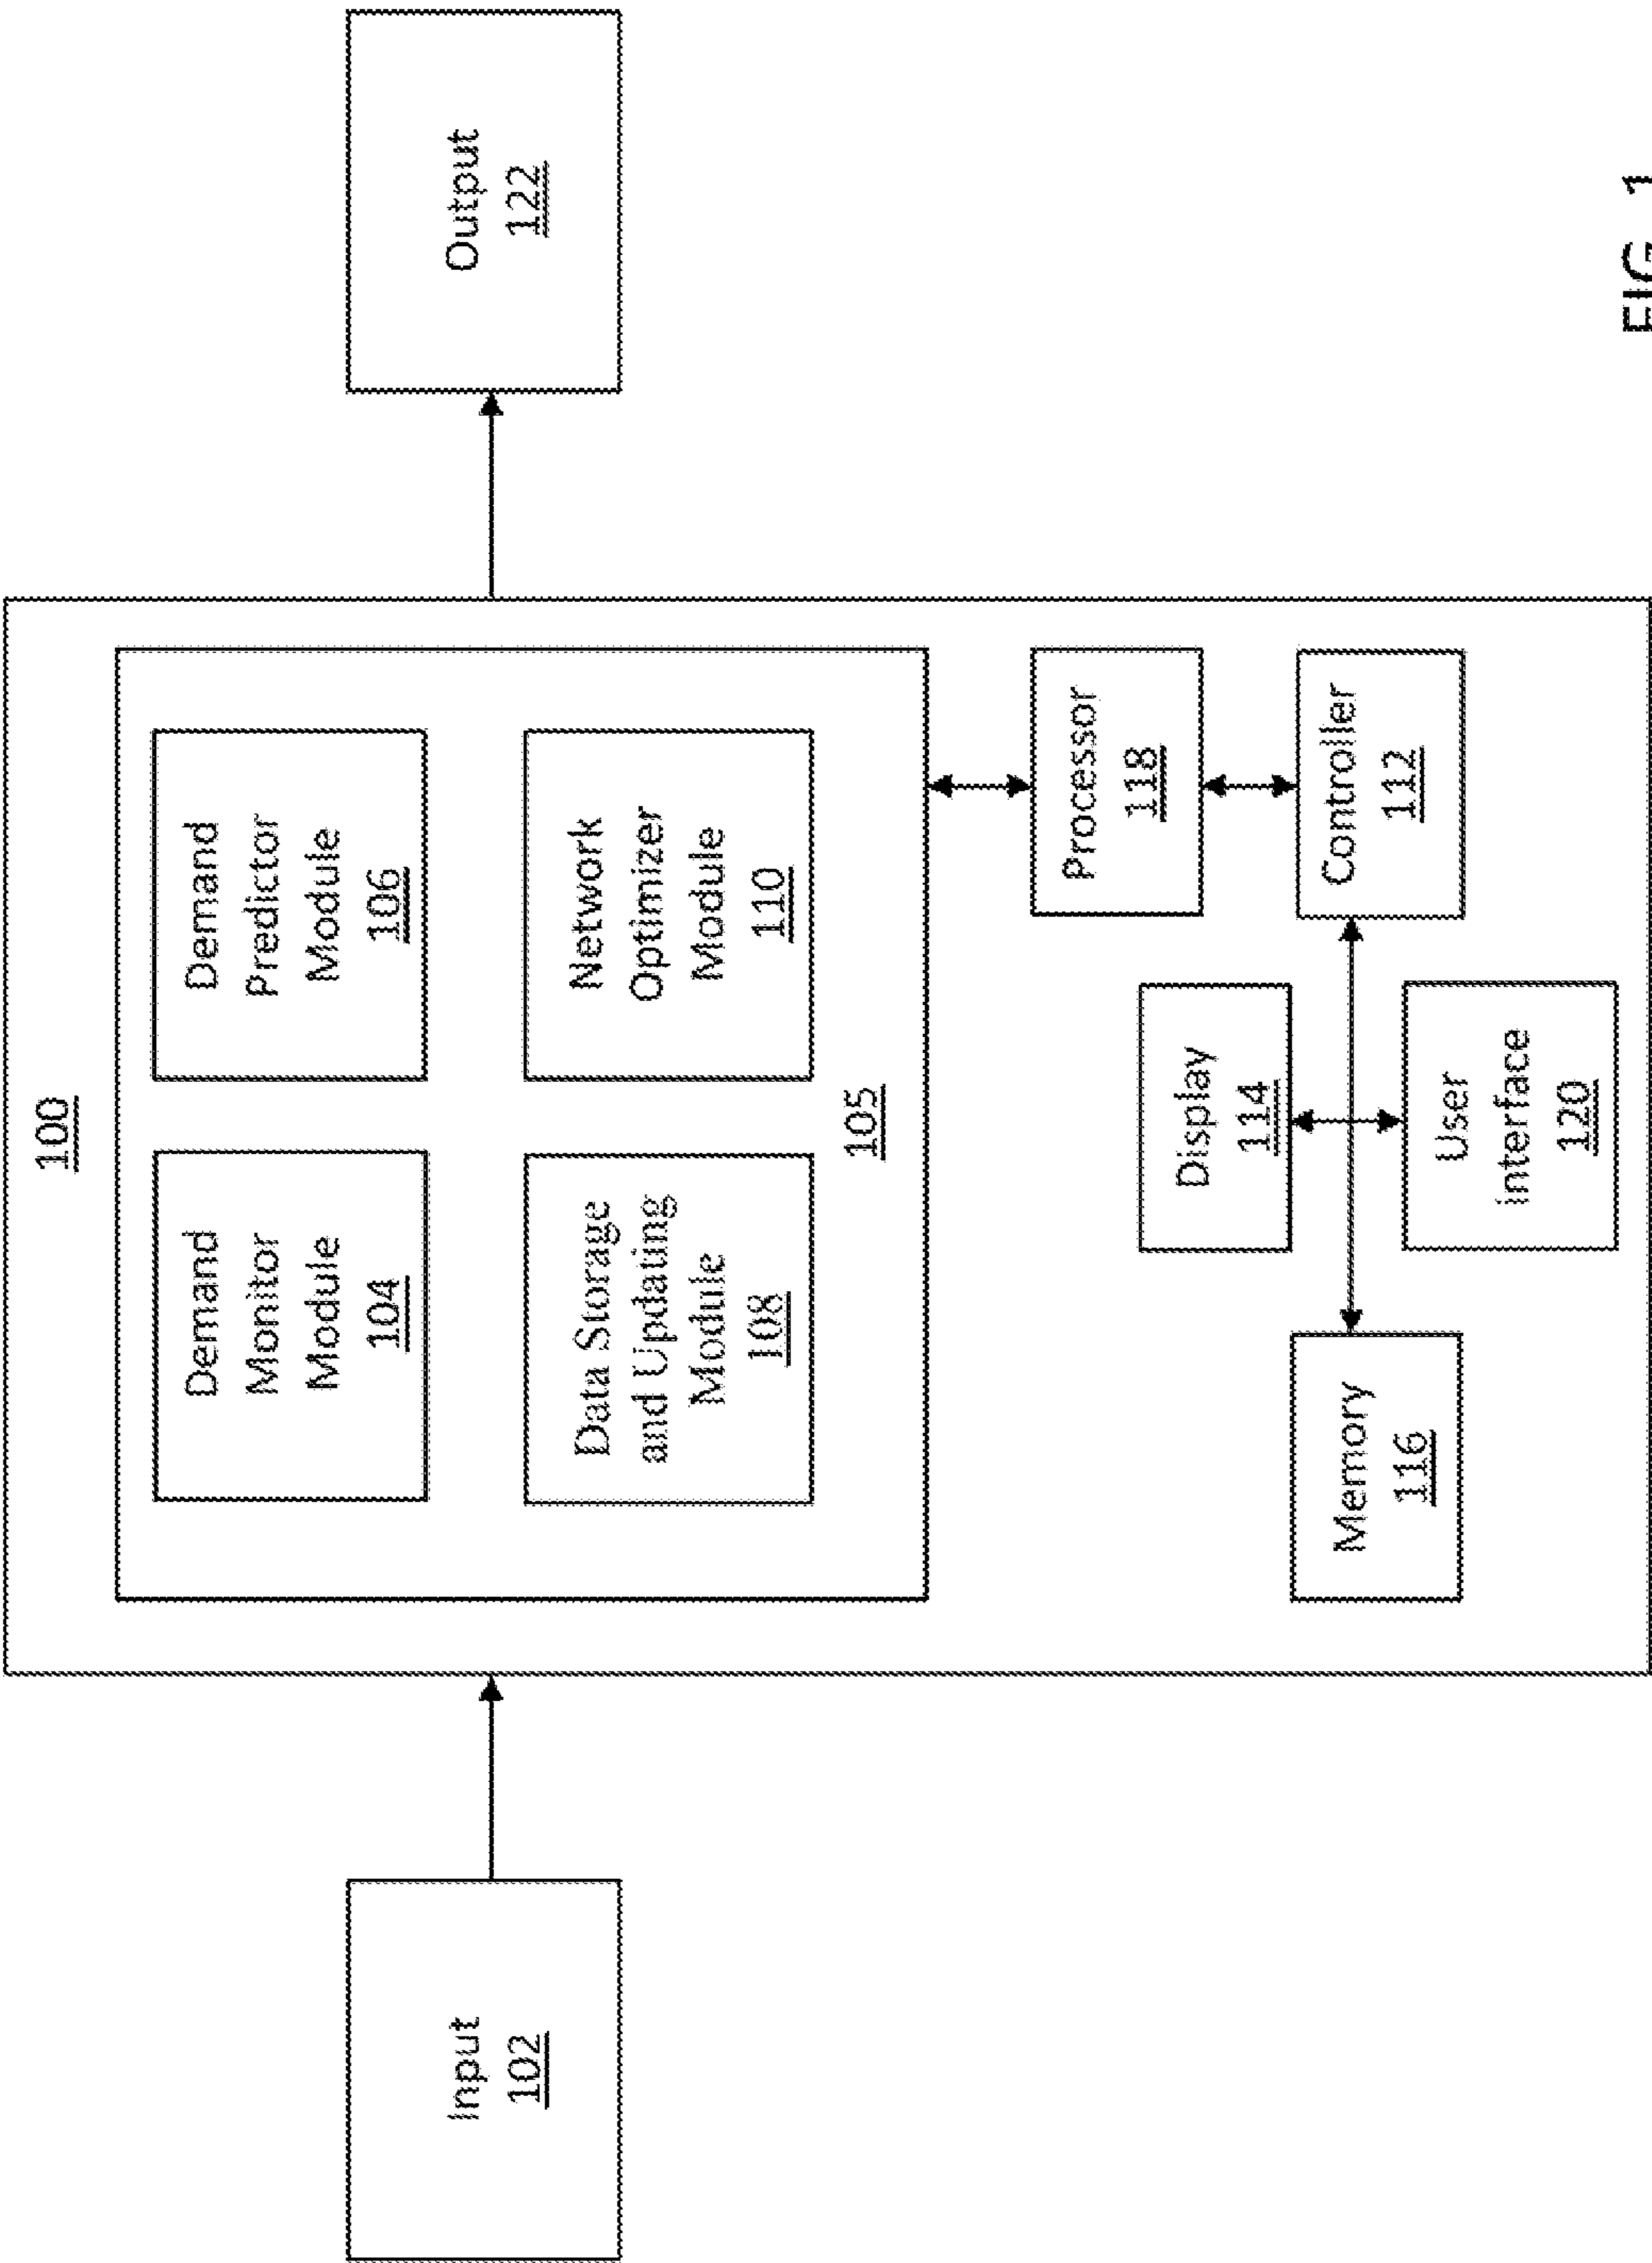 100
Input
102
Demand
Monitor
Module
104
Demand
Predictor
Module
106
Data Storage
and Updating
Module
108
Network
Optimizer
Module
110
105
Processor
118
Display
114
Memory
116
Controller
112
User
interface
120
Output
122
FIG. 1